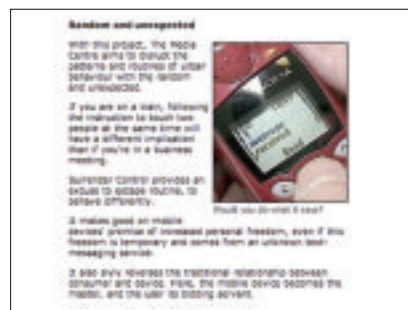 Random and unexpected
With this project, The Media
Centre aims to disrupt the
patterns and routines of urban
behaviour with the random
and unexpected.
If you are on a train, following
the instruction to touch two
people at the same time will
have a different implication
than if you're in a business
meeting.
Surrender Control provides an
excuse to escape routine, to
behave differently.
It makes good on mobile
devices' promise of increased personal freedom, even if this
freedom is temporary and comes from an unknown text-
messaging service.
It also slyly reverses the traditional relationship between
consumer and device. Here, the mobile device becomes the
master, and the user its bidding servant.
NOKIA
message
received
Read
Would you do what it says?